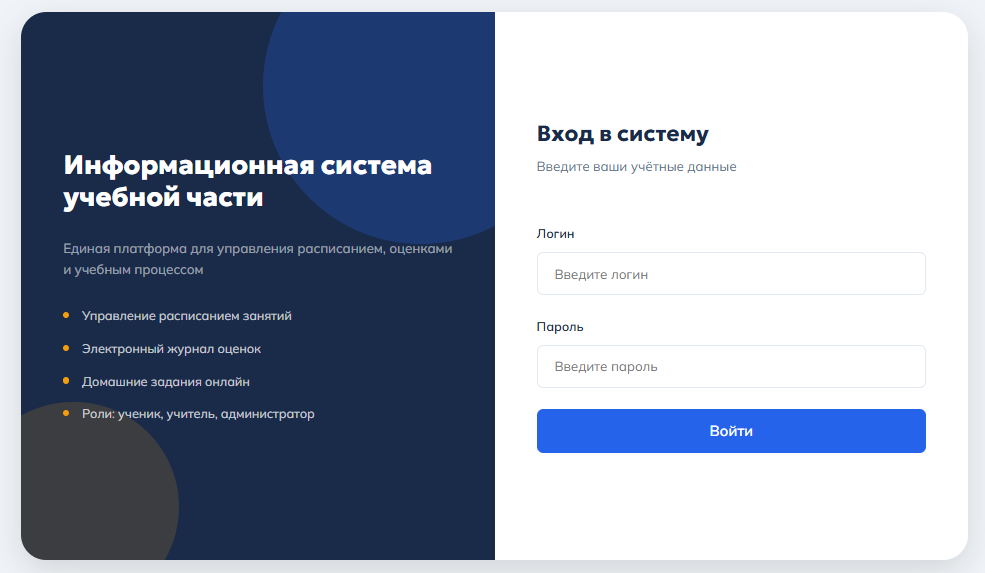 Информационная система
учебной части
Единая платформа для управления расписанием, оценками
и учебным процессом
Управление расписанием занятий
Электронный журнал оценок
Домашние задания онлайн
Роли: ученик, учитель, администратор
Вход в систему
Введите ваши учётные данные
Логин
Введите логин
Пароль
Введите пароль
Войти